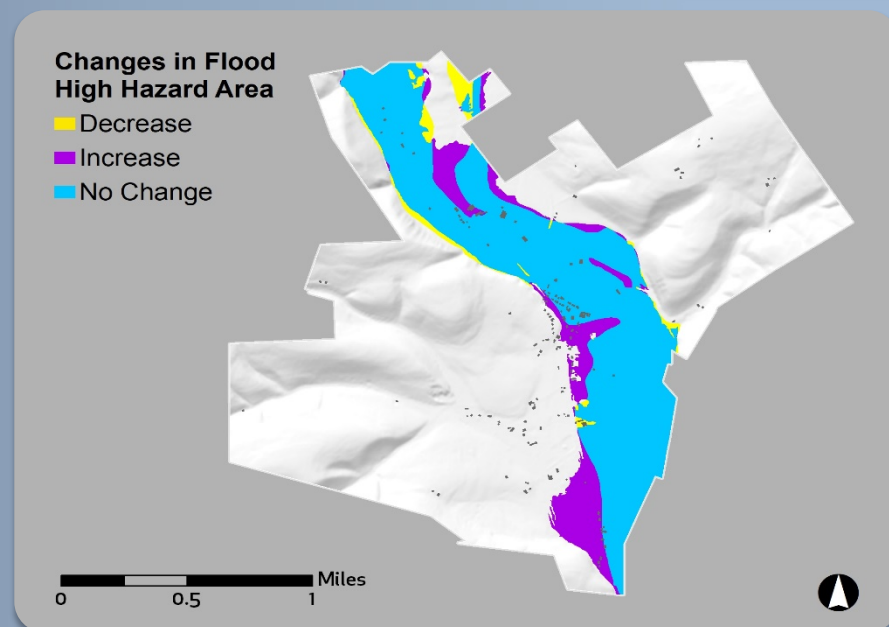 Changes in Flood
High Hazard Area
Decrease
Increase
No Change
Miles
0 0.5 1